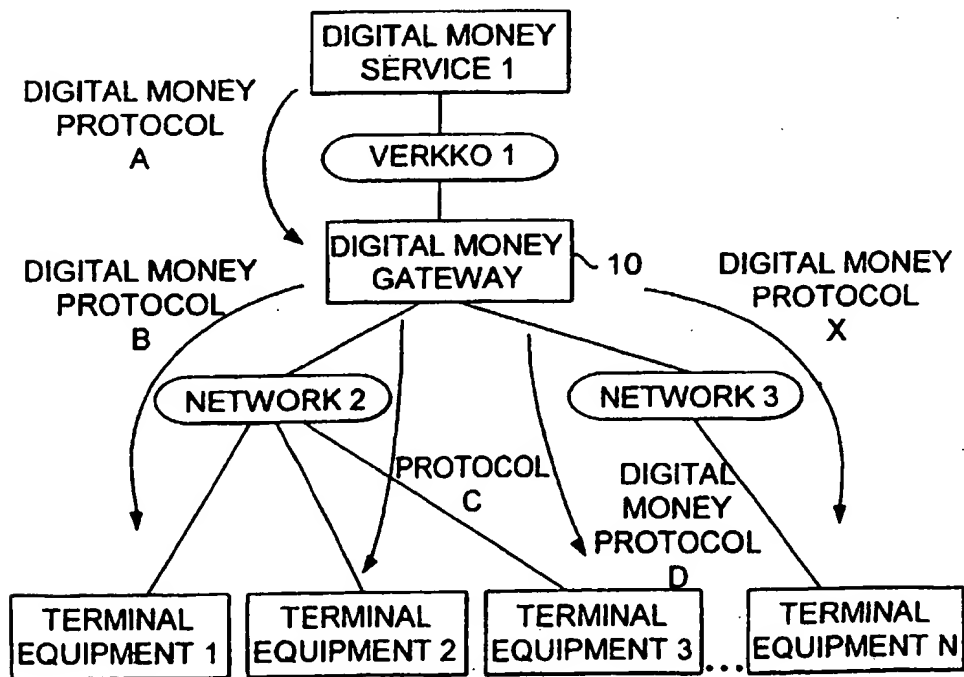 DIGITAL MONEY
SERVICE 1
DIGITAL MONEY
PROTOCOL
A
VERKKO 1
DIGITAL MONEY
GATEWAY
10
DIGITAL MONEY
PROTOCOL
B
DIGITAL MONEY
PROTOCOL
X
NETWORK 2
NETWORK 3
PROTOCOL
C
DIGITAL
MONEY
PROTOCOL
D
TERMINAL
EQUIPMENT 1
TERMINAL
EQUIPMENT 2
TERMINAL
EQUIPMENT 3
...
TERMINAL
EQUIPMENT N